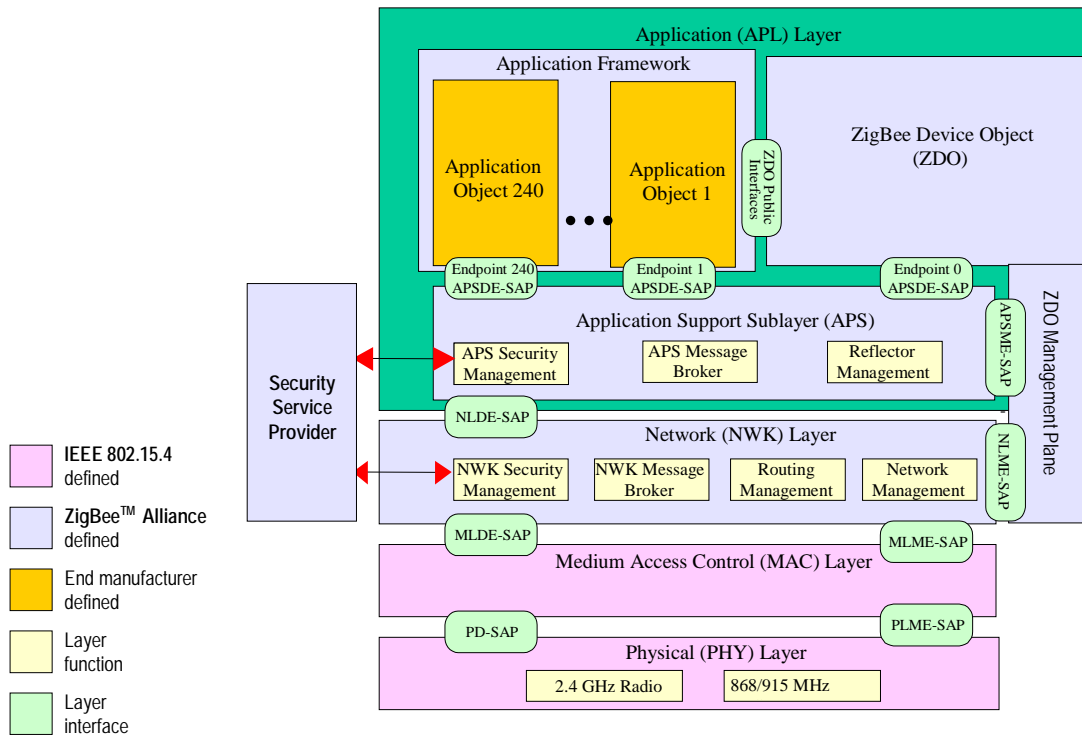 Application (APL) Layer
Application Framework
Application
Object 240
Application
Object 1
ZDO Public
Interfaces
ZigBee Device Object
(ZDO)
Endpoint 240
APSDE-SAP
Endpoint 1
APSDE-SAP
Endpoint 0
APSDE-SAP
Application Support Sublayer (APS)
APS Security
Management
APS Message
Broker
Reflector
Management
APSME-SAP
ZDO Management Plane
Security
Service
Provider
NLDE-SAP
Network (NWK) Layer
NWK Security
Management
NWK Message
Broker
Routing
Management
Network
Management
NLME-SAP
MLDE-SAP
MLME-SAP
Medium Access Control (MAC) Layer
PD-SAP
PLME-SAP
Physical (PHY) Layer
2.4 GHz Radio
868/915 MHz
IEEE 802.15.4
defined
ZigBee™ Alliance
defined
End manufacturer
defined
Layer
function
Layer
interface